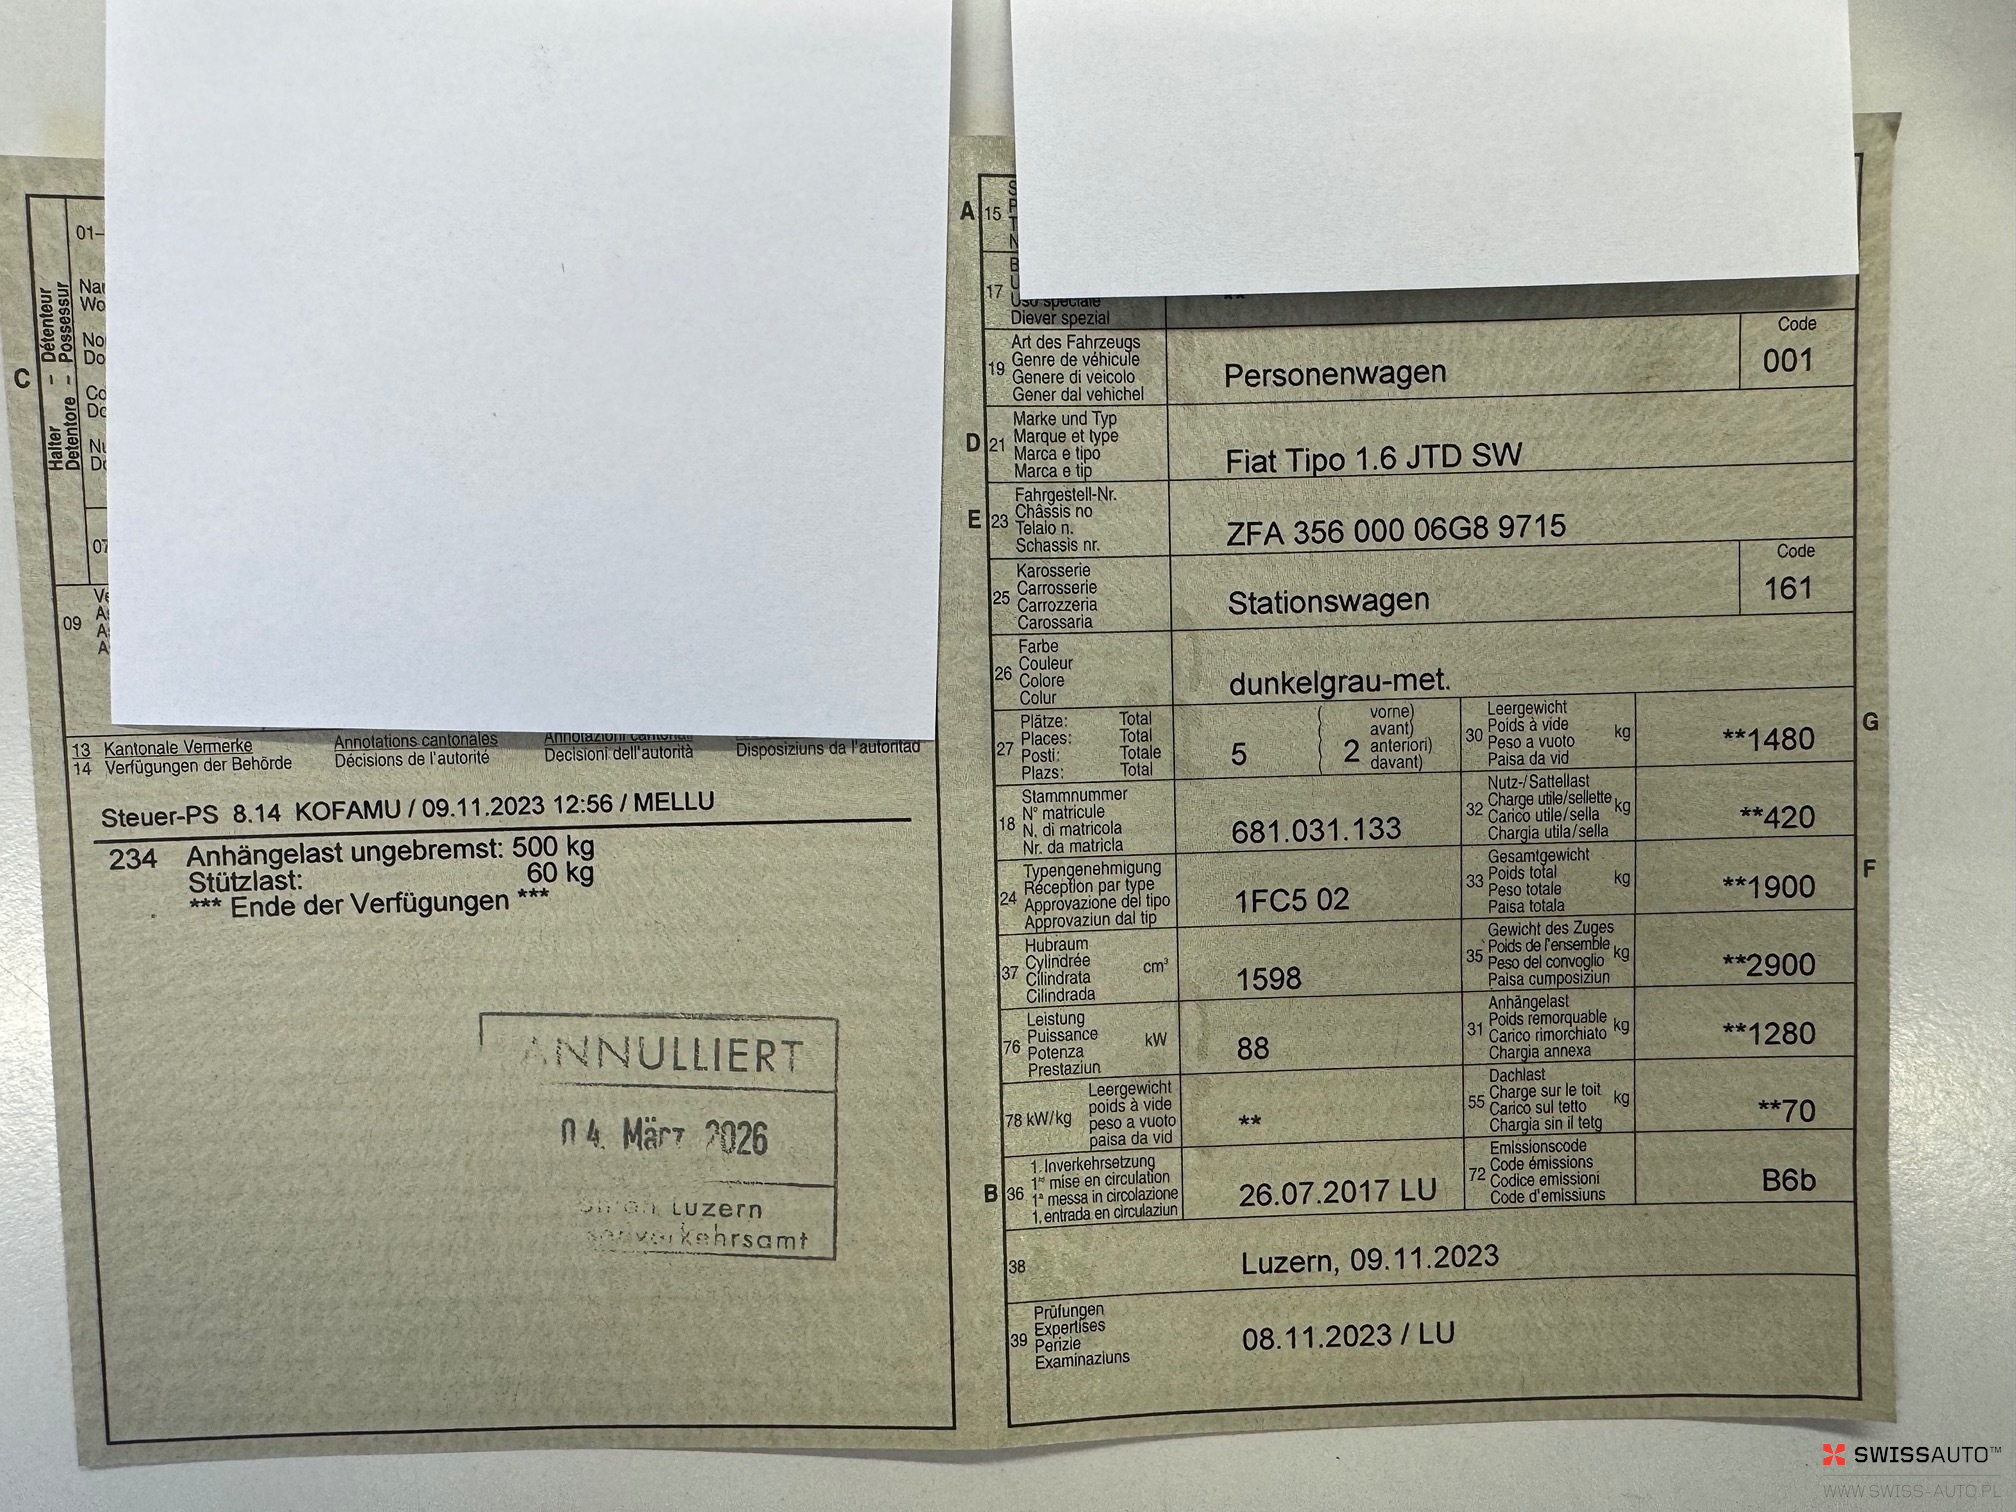 C
Halter – Détenteur
Detentore – Possessur
01–
07
09
13 Kantonale Vermerke Annotations cantonales Annotazioni cantonali
14 Verfügungen der Behörde Décisions de l'autorité Decisioni dell'autorità Disposiziuns da l'autoritad
Steuer-PS 8.14 KOFAMU / 09.11.2023 12:56 / MELLU
234 Anhängelast ungebremst: 500 kg
Stützlast: 60 kg
*** Ende der Verfügungen ***
ANNULLIERT
04. März 2026
Luzern
A 15
17
Uso speciale
Diever spezial
**
19 Art des Fahrzeugs
Genre de véhicule
Genere di veicolo
Gener dal vehichel
Personenwagen
Code
001
D 21 Marke und Typ
Marque et type
Marca e tipo
Marca e tip
Fiat Tipo 1.6 JTD SW
E 23 Fahrgestell-Nr.
Châssis no
Telaio n.
Schassis nr.
ZFA 356 000 06G8 9715
25 Karosserie
Carrosserie
Carrozzeria
Carossaria
Stationswagen
Code
161
26 Farbe
Couleur
Colore
Colur
dunkelgrau-met.
27 Plätze: Total
Places: Total
Posti: Totale
Plazs: Total
5 ( 2 vorne)
avant)
anteriori)
davant)
30 Leergewicht
Poids à vide
Peso a vuoto
Paisa da vid
kg **1480 G
18 Stammnummer
N° matricule
N. di matricola
Nr. da matricla
681.031.133
32 Nutz-/Sattellast
Charge utile/sellette
Carico utile/sella
Chargia utila/sella
kg **420
24 Typengenehmigung
Réception par type
Approvazione del tipo
Approvaziun dal tip
1FC5 02
33 Gesamtgewicht
Poids total
Peso totale
Paisa totala
kg **1900 F
37 Hubraum
Cylindrée
Cilindrata
Cilindrada
cm³ 1598
35 Gewicht des Zuges
Poids de l'ensemble
Peso del convoglio
Paisa cumposiziun
kg **2900
76 Leistung
Puissance
Potenza
Prestaziun
kW 88
31 Anhängelast
Poids remorquable
Carico rimorchiato
Chargia annexa
kg **1280
78 kW/kg Leergewicht
poids à vide
peso a vuoto
paisa da vid
**
55 Dachlast
Charge sur le toit
Carico sul tetto
Chargia sin il tetg
kg **70
B 36 1. Inverkehrsetzung
1re mise en circulation
1a messa in circolazione
1. entrada en circulaziun
26.07.2017 LU
72 Emissionscode
Code émissions
Codice emissioni
Code d'emissiuns
B6b
38 Luzern, 09.11.2023
39 Prüfungen
Expertises
Perizie
Examinaziuns
08.11.2023 / LU
SWISSAUTO™
WWW.SWISS-AUTO.PL